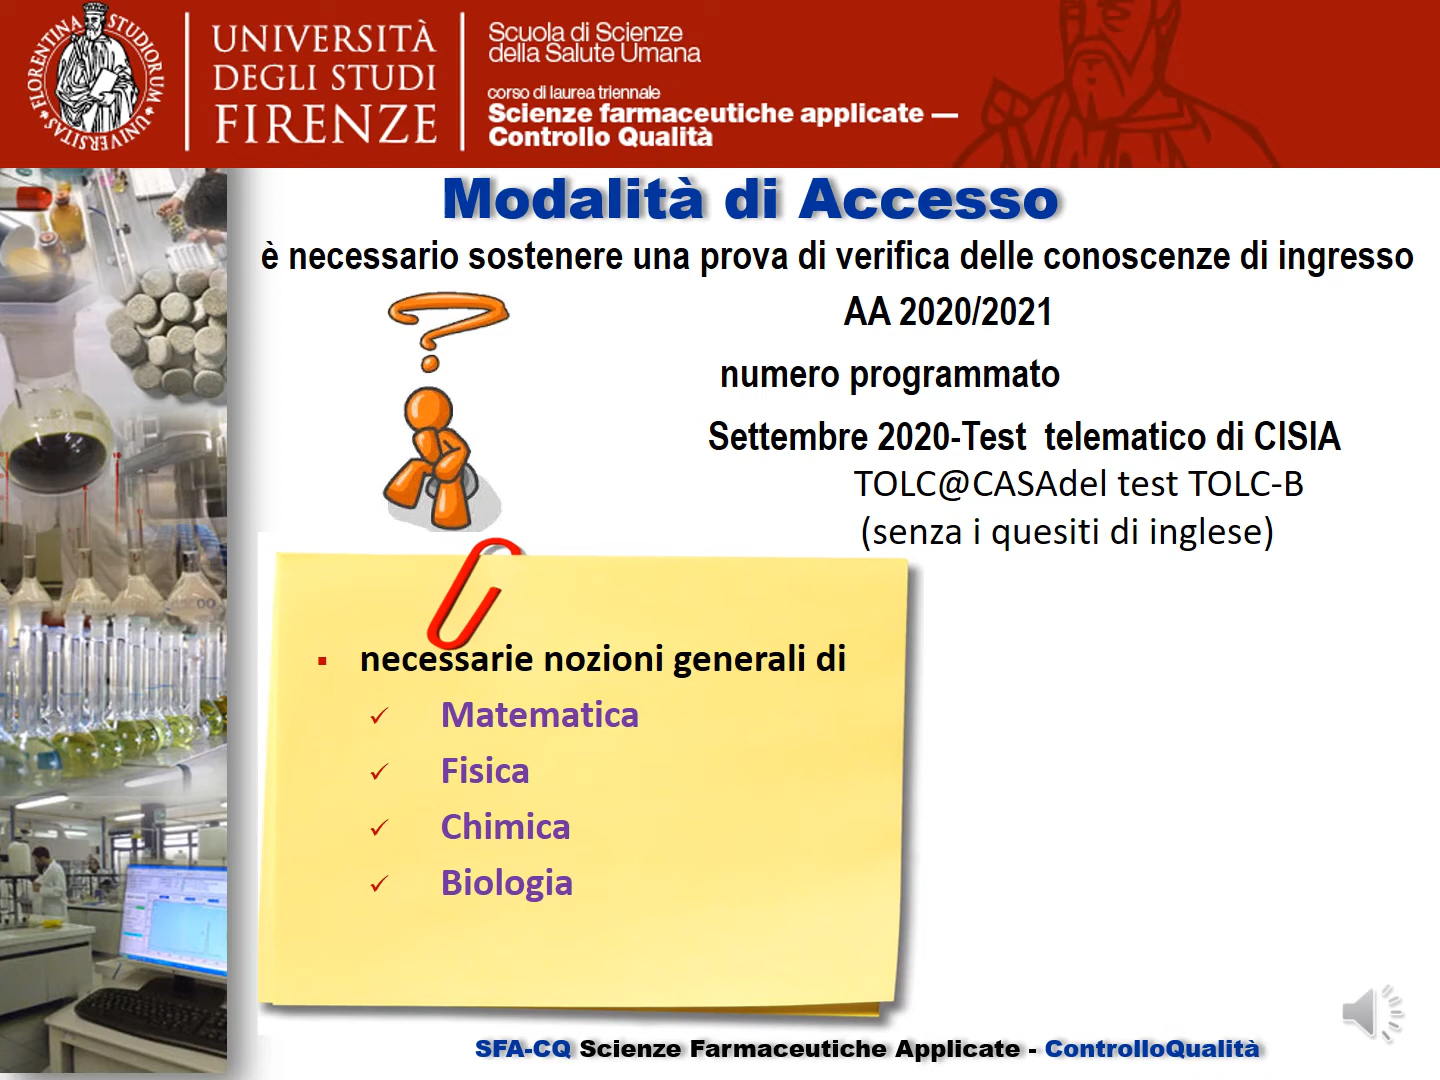 FLORENTINA STUDIORUM UNIVERSITAS
UNIVERSITÀ
DEGLI STUDI
FIRENZE
Scuola di Scienze
della Salute Umana
corso di laurea triennale
Scienze farmaceutiche applicate —
Controllo Qualità
Modalità di Accesso
è necessario sostenere una prova di verifica delle conoscenze di ingresso
AA 2020/2021
numero programmato
Settembre 2020-Test  telematico di CISIA
TOLC@CASAdel test TOLC-B
(senza i quesiti di inglese)
▪ necessarie nozioni generali di
✓ Matematica
✓ Fisica
✓ Chimica
✓ Biologia
SFA-CQ Scienze Farmaceutiche Applicate - ControlloQualità